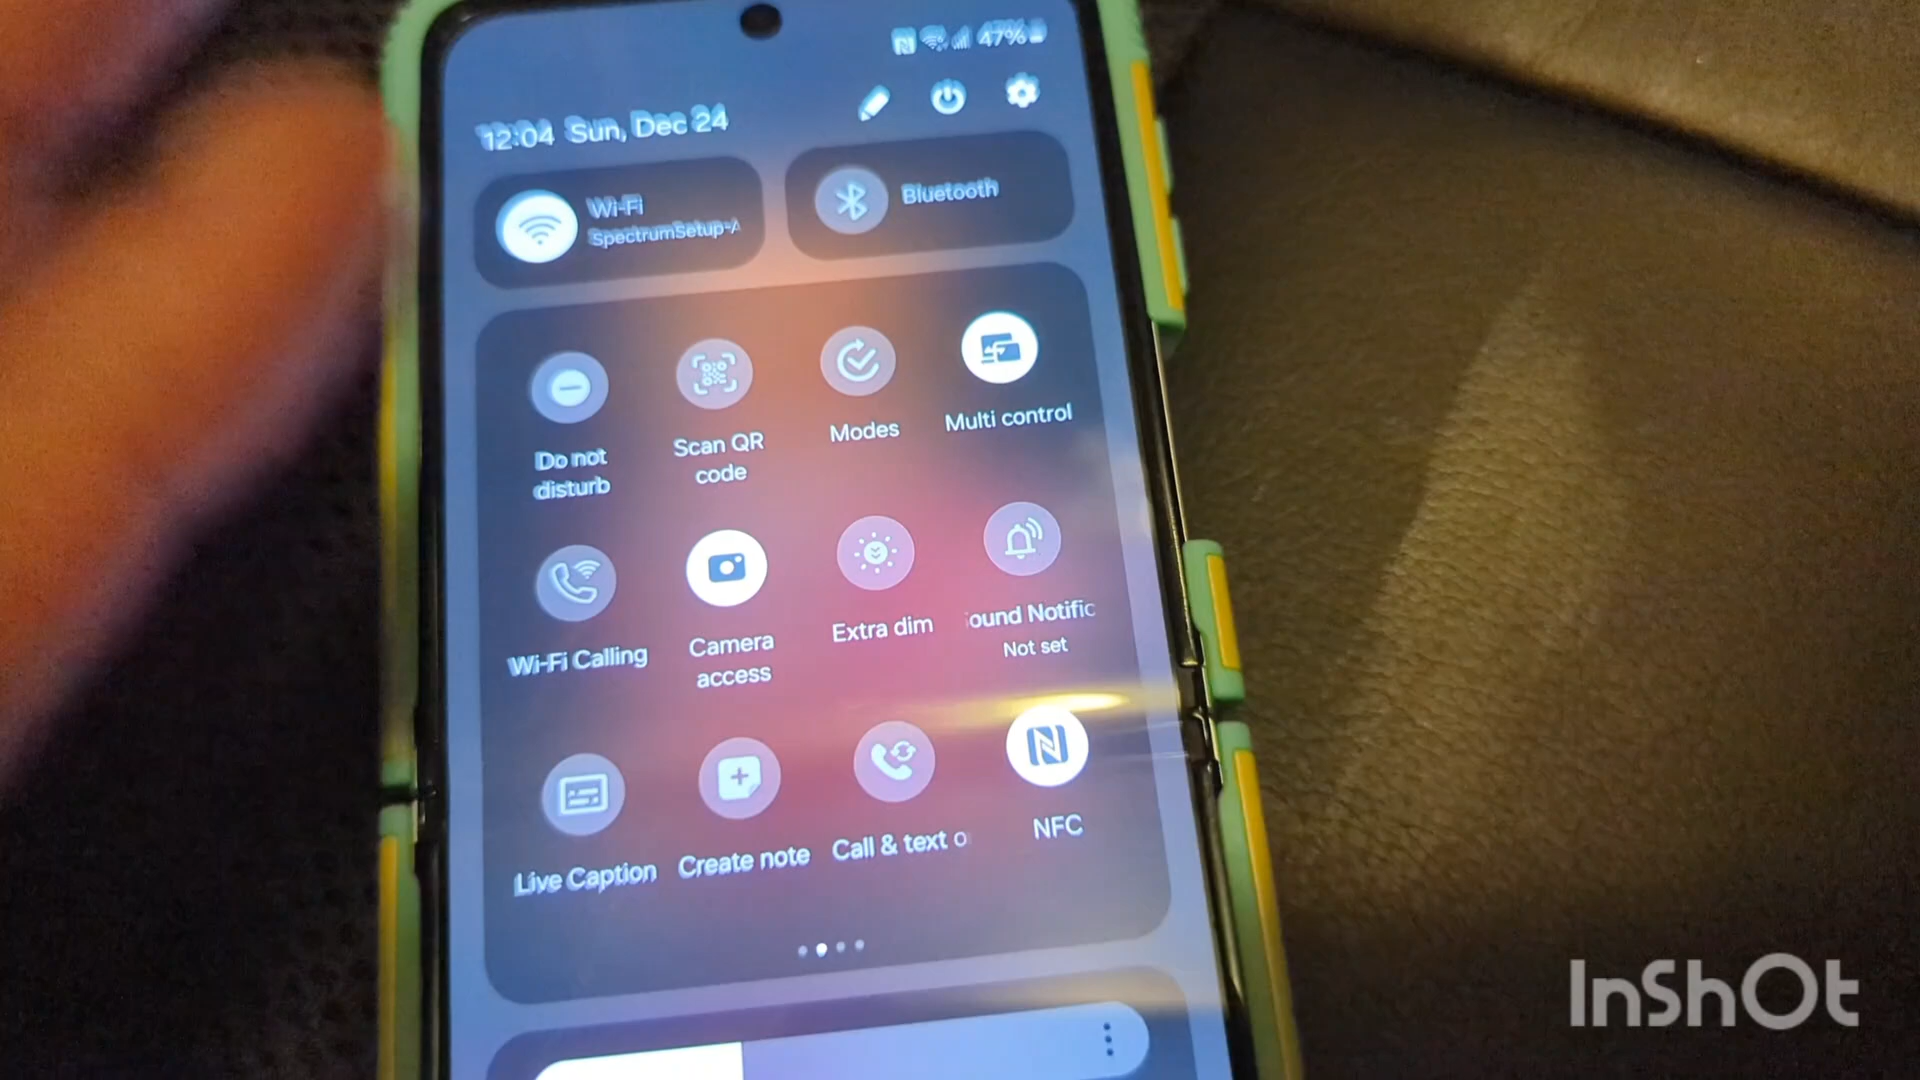 47%
12:04 Sun, Dec 24
Wi-Fi
SpectrumSetup-A
Bluetooth
Do not
disturb
Scan QR
code
Modes
Multi control
Wi-Fi Calling
Camera
access
Extra dim
ound Notific
Not set
Live Caption
Create note
Call & text o
NFC
InShOt